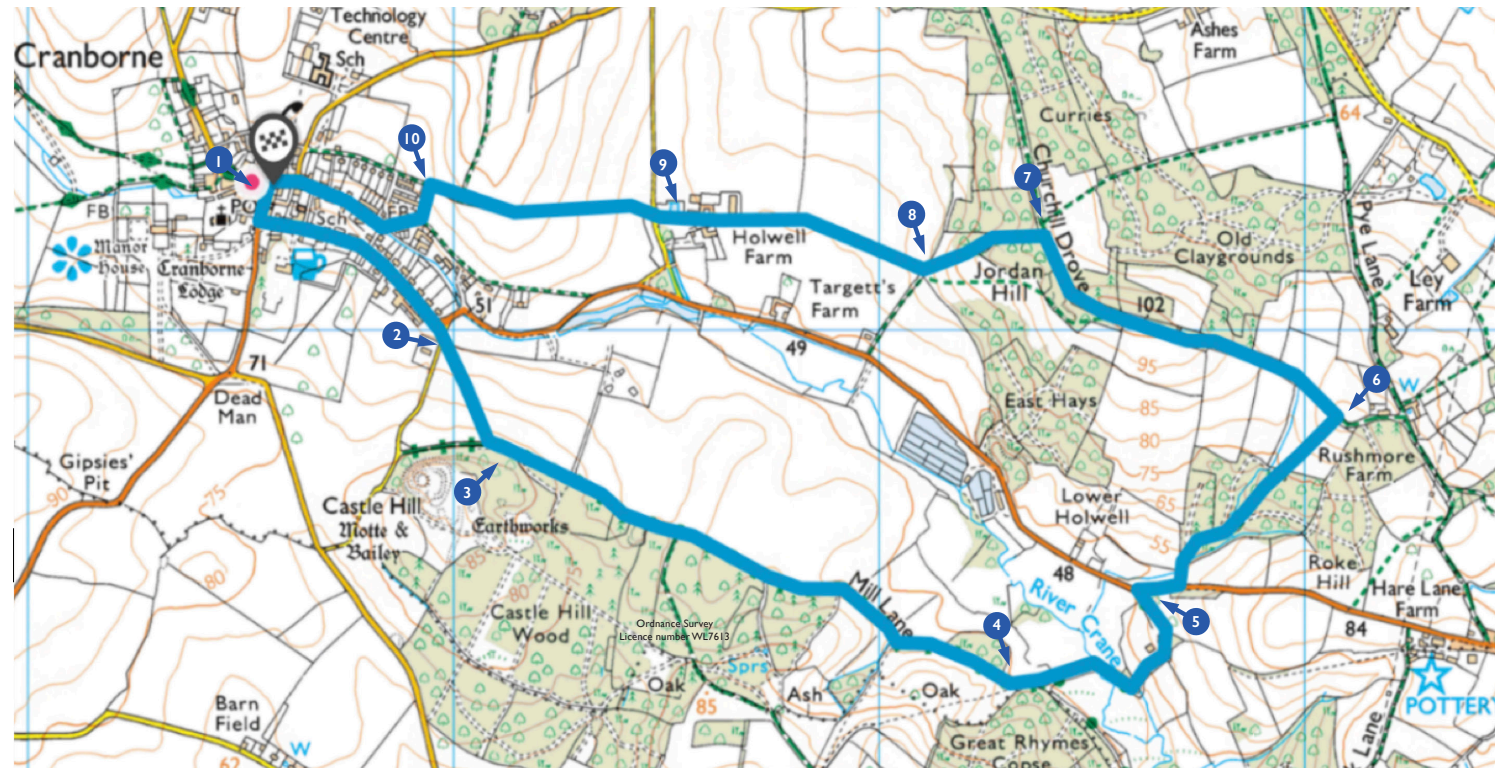 Technology
Centre
Sch
Cranborne
Ashes
Farm
64
Curries
10
1
9
7
Churchill Drove
PO
FB
Sch
FB
8
Pye Lane
Manor
House
Cranborne
Lodge
Holwell
Farm
Old
Claygrounds
Jordan
Hill
Ley
Farm
Targett's
Farm
51
102
2
49
71
95
6
W
Dead
Man
East Hays
85
80
Gipsies'
Pit
90
75
3
75
65
Rushmore
Farm
Castle Hill
Motte &
Bailey
Earthworks
Lower
Holwell
55
85
75
80
80
48
Roke
Hill
Hare Lane
Farm
Mill Lane
River Crane
Castle Hill
Wood
Ordnance Survey
Licence number WL7613
4
5
84
Sprs
Oak
Ash
Oak
85
POTTERY
Barn
Field
W
62
Great Rhymes
Copse
Lane